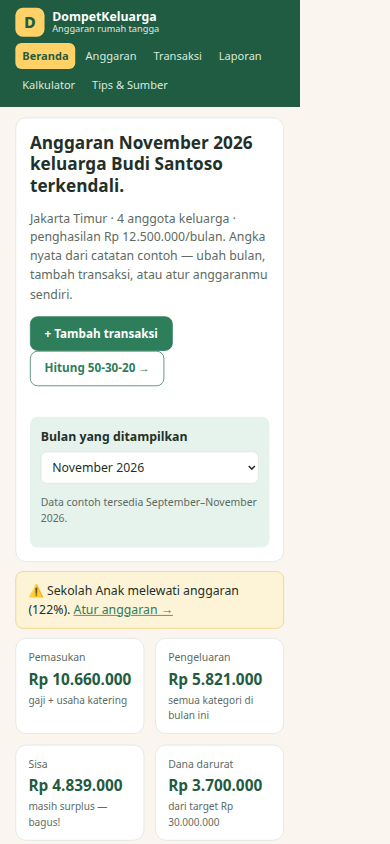 D
DompetKeluarga
Anggaran rumah tangga
Beranda Anggaran Transaksi Laporan
Kalkulator Tips & Sumber
Anggaran November 2026
keluarga Budi Santoso
terkendali.
Jakarta Timur · 4 anggota keluarga ·
penghasilan Rp 12.500.000/bulan. Angka
nyata dari catatan contoh — ubah bulan,
tambah transaksi, atau atur anggaranmu
sendiri.
+ Tambah transaksi
Hitung 50-30-20 →
Bulan yang ditampilkan
November 2026
Data contoh tersedia September–November
2026.
⚠️ Sekolah Anak melewati anggaran
(122%). Atur anggaran →
Pemasukan
Rp 10.660.000
gaji + usaha katering
Pengeluaran
Rp 5.821.000
semua kategori di
bulan ini
Sisa
Rp 4.839.000
masih surplus —
bagus!
Dana darurat
Rp 3.700.000
dari target Rp
30.000.000